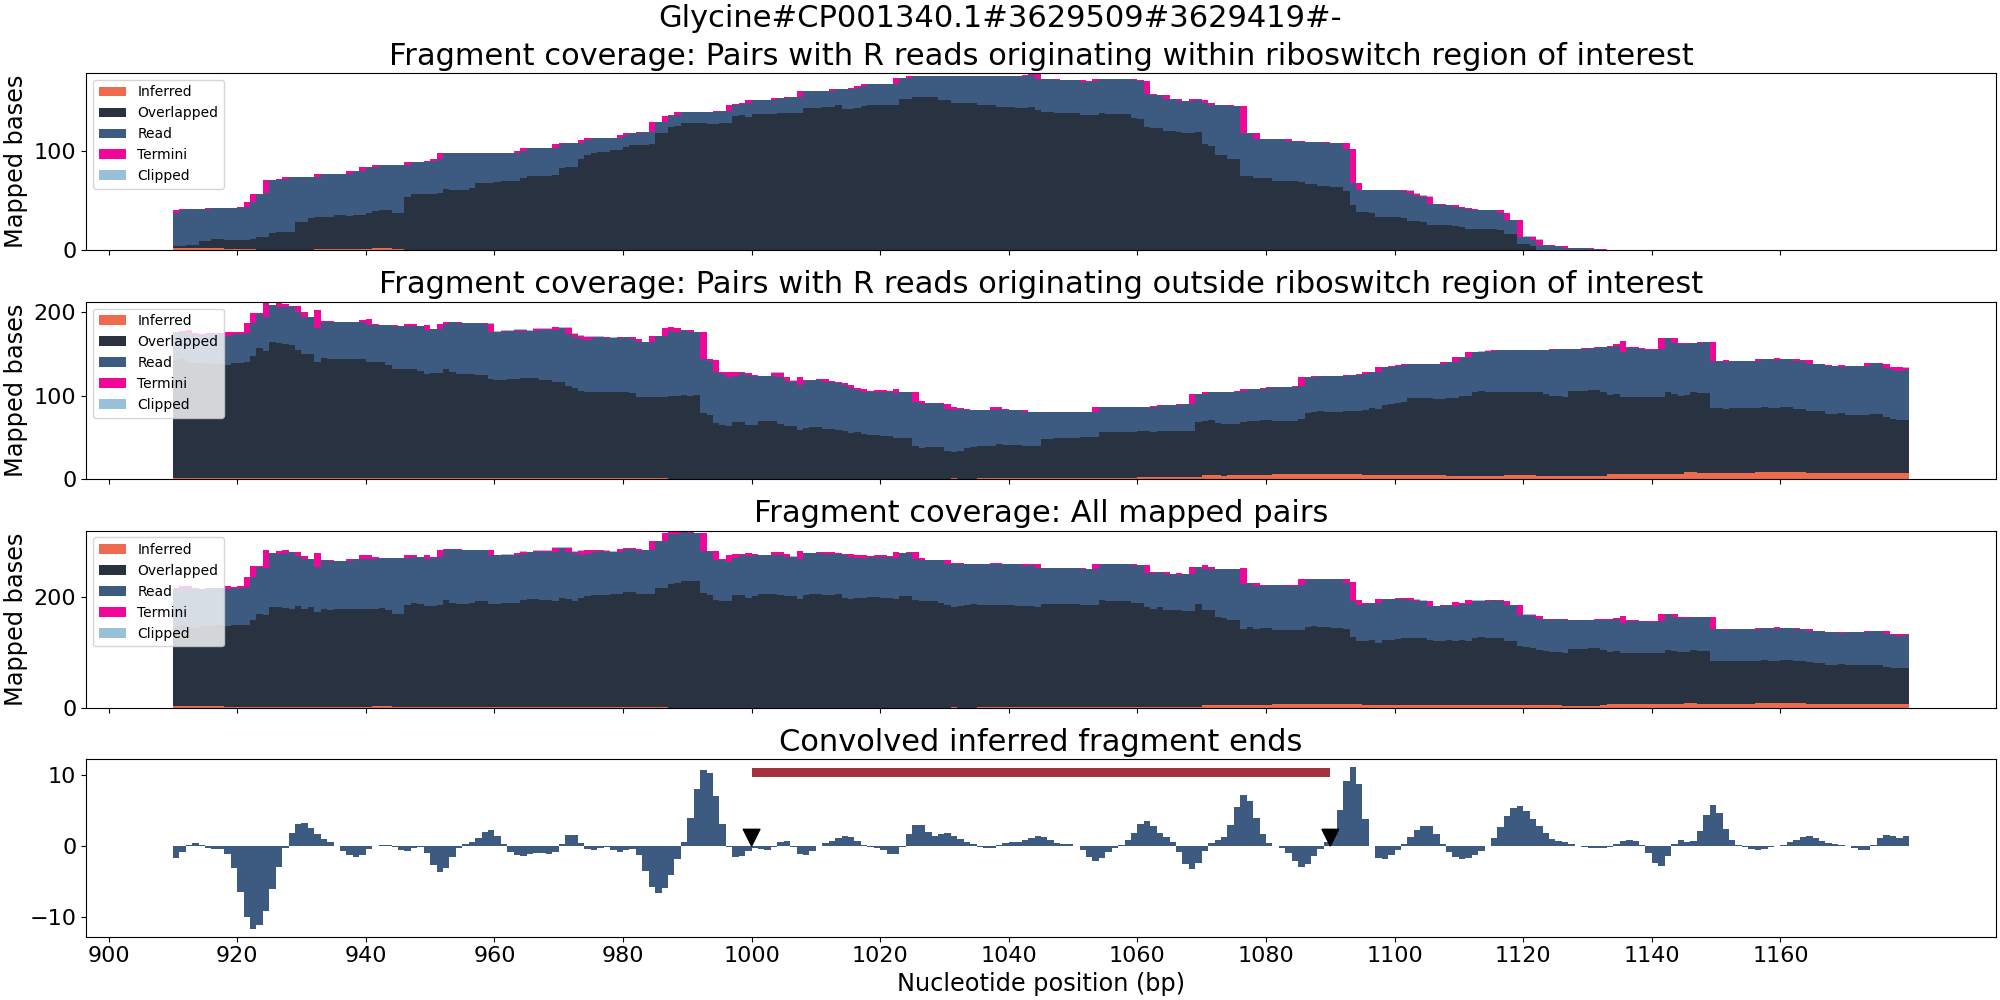 Glycine#CP001340.1#3629509#3629419#-
Fragment coverage: Pairs with R reads originating within riboswitch region of interest
Mapped bases
100
0
Inferred
Overlapped
Read
Termini
Clipped
Fragment coverage: Pairs with R reads originating outside riboswitch region of interest
Mapped bases
200
100
0
Inferred
Overlapped
Read
Termini
Clipped
Fragment coverage: All mapped pairs
Mapped bases
200
0
Inferred
Overlapped
Read
Termini
Clipped
Convolved inferred fragment ends
10
0
−10
900 920 940 960 980 1000 1020 1040 1060 1080 1100 1120 1140 1160
Nucleotide position (bp)